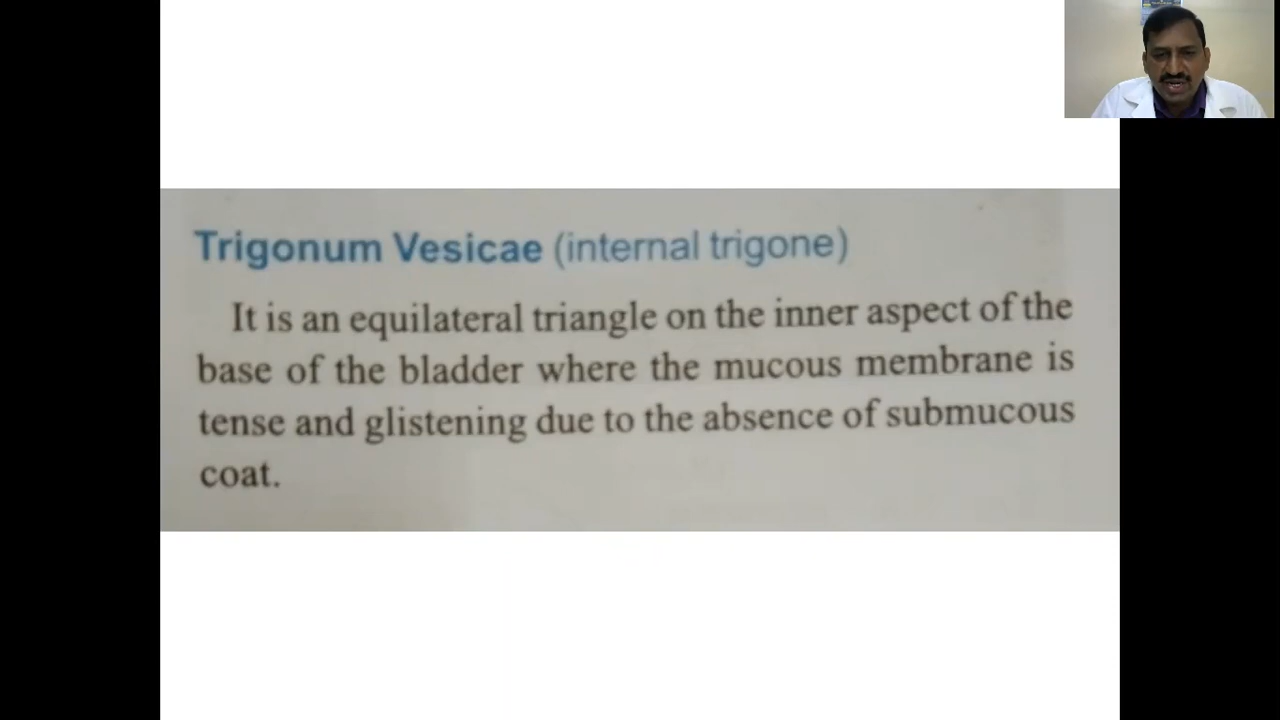 Trigonum Vesicae (internal trigone)
It is an equilateral triangle on the inner aspect of the
base of the bladder where the mucous membrane is
tense and glistening due to the absence of submucous
coat.